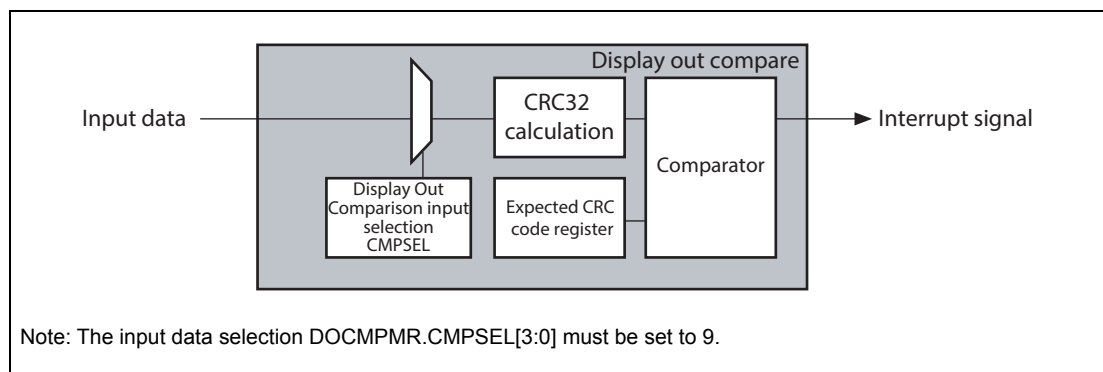 Display out compare
Input data
CRC32
calculation
Interrupt signal
Comparator
Display Out
Comparison input
selection
CMPSEL
Expected CRC
code register
Note: The input data selection DOCMPMR.CMPSEL[3:0] must be set to 9.